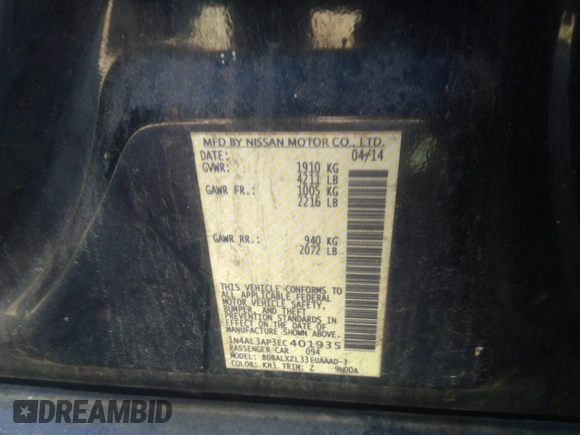 MFD BY NISSAN MOTOR CO., LTD.
DATE: 04/14
GVWR: 1910 KG
4211 LB
GAWR FR.: 1005 KG
2216 LB
GAWR RR.: 940 KG
2072 LB
THIS VEHICLE CONFORMS TO
ALL APPLICABLE FEDERAL
MOTOR VEHICLE SAFETY,
BUMPER, AND THEFT
PREVENTION STANDARDS IN
EFFECT ON THE DATE OF
MANUFACTURE SHOWN ABOVE.
1N4AL3AP3EC401935
PASSENGER CAR 094
MODEL: BDBALXZL33EUAAAD-3
COLOR: KH3 TRIM: Z 9N00A
DREAMBID